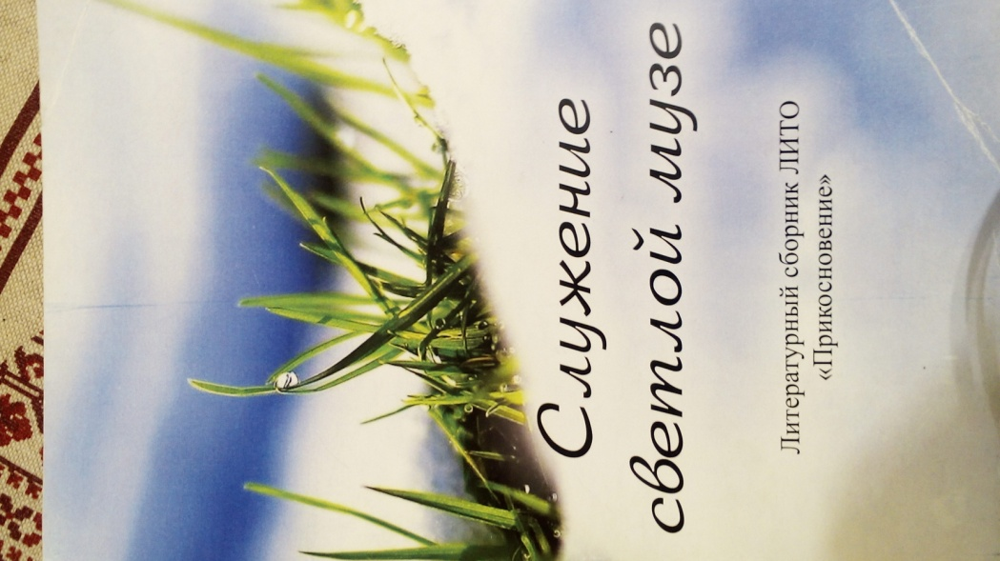 Служение
светлой музе
Литературный сборник ЛИТО
«Прикосновение»